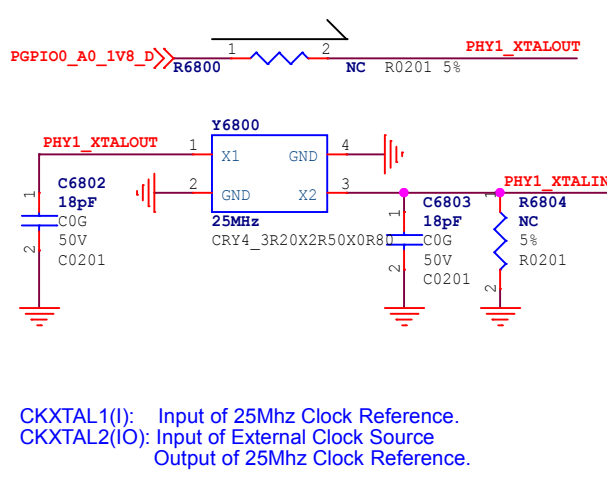 PGPIO0_A0_1V8_D
1 2
PHY1_XTALOUT
R6800
NC R0201 5%
Y6800
PHY1_XTALOUT
1 X1 GND 4
2 GND X2 3
PHY1_XTALIN
25MHz
CRY4_3R20X2R50X0R80
C6802
18pF
C0G
50V
C0201
1
2
C6803
18pF
C0G
50V
C0201
1
2
R6804
NC
5%
R0201
1
2
CKXTAL1(I): Input of 25Mhz Clock Reference.
CKXTAL2(IO): Input of External Clock Source
Output of 25Mhz Clock Reference.